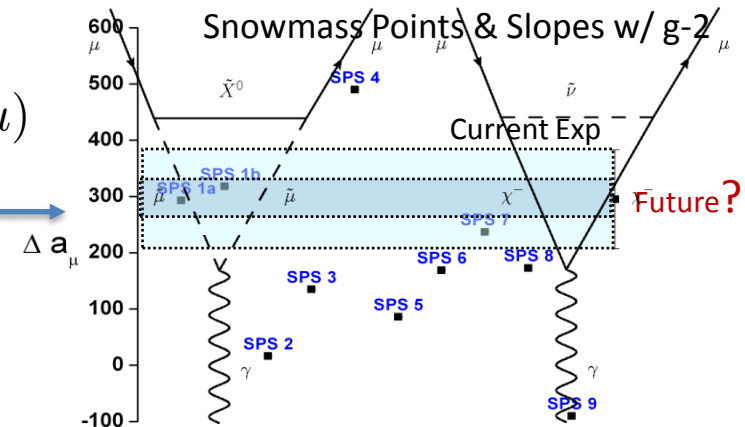 Snowmass Points & Slopes w/ g-2
600
μ
μ
μ
μ
500
SPS 4
X̃⁰
ν̃
)
400
Current Exp
SPS 1b
SPS 1a
300
μ̃
μ̃
χ⁻
χ⁻
Future?
SPS 7
Δ aμ
200
SPS 6
SPS 8
SPS 3
100
SPS 5
SPS 2
0
γ
γ
SPS 9
-100